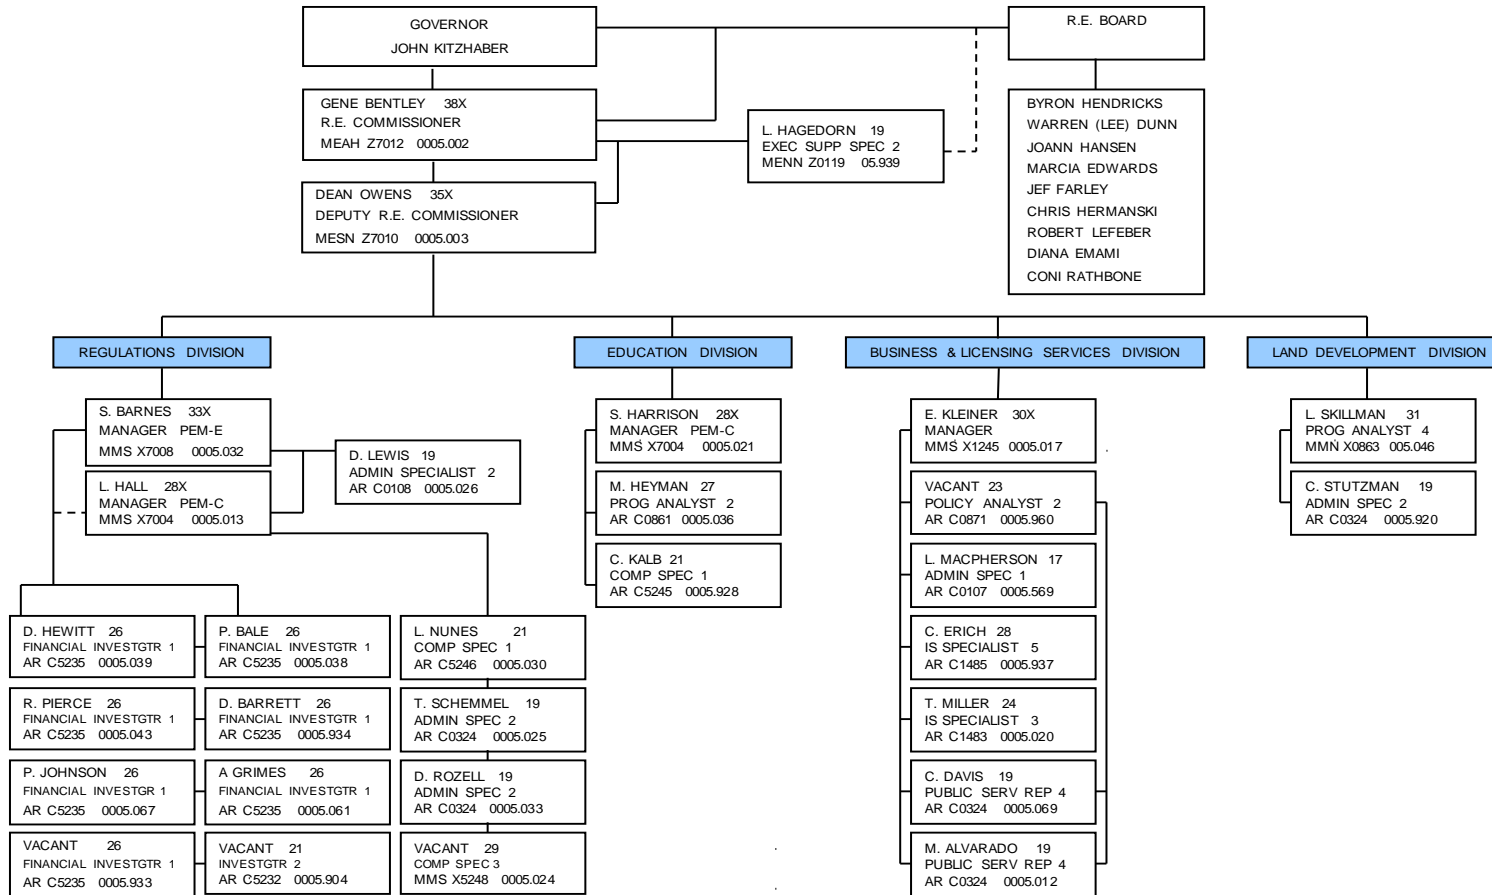 GOVERNOR
JOHN KITZHABER
R.E. BOARD
GENE BENTLEY 38X
R.E. COMMISSIONER
MEAH Z7012 0005.002
L. HAGEDORN 19
EXEC SUPP SPEC 2
MENN Z0119 05.939
BYRON HENDRICKS
WARREN (LEE) DUNN
JOANN HANSEN
MARCIA EDWARDS
JEF FARLEY
CHRIS HERMANSKI
ROBERT LEFEBER
DIANA EMAMI
CONI RATHBONE
DEAN OWENS 35X
DEPUTY R.E. COMMISSIONER
MESN Z7010 0005.003
REGULATIONS DIVISION
EDUCATION DIVISION
BUSINESS & LICENSING SERVICES DIVISION
LAND DEVELOPMENT DIVISION
S. BARNES 33X
MANAGER PEM-E
MMS X7008 0005.032
D. LEWIS 19
ADMIN SPECIALIST 2
AR C0108 0005.026
L. HALL 28X
MANAGER PEM-C
MMS X7004 0005.013
D. HEWITT 26
FINANCIAL INVESTGTR 1
AR C5235 0005.039
P. BALE 26
FINANCIAL INVESTGTR 1
AR C5235 0005.038
R. PIERCE 26
FINANCIAL INVESTGTR 1
AR C5235 0005.043
D. BARRETT 26
FINANCIAL INVESTGTR 1
AR C5235 0005.934
P. JOHNSON 26
FINANCIAL INVESTGR 1
AR C5235 0005.067
A GRIMES 26
FINANCIAL INVESTGTR 1
AR C5235 0005.061
VACANT 26
FINANCIAL INVESTGTR 1
AR C5235 0005.933
VACANT 21
INVESTGTR 2
AR C5232 0005.904
L. NUNES 21
COMP SPEC 1
AR C5246 0005.030
T. SCHEMMEL 19
ADMIN SPEC 2
AR C0324 0005.025
D. ROZELL 19
ADMIN SPEC 2
AR C0324 0005.033
VACANT 29
COMP SPEC 3
MMS X5248 0005.024
S. HARRISON 28X
MANAGER PEM-C
MMS X7004 0005.021
M. HEYMAN 27
PROG ANALYST 2
AR C0861 0005.036
C. KALB 21
COMP SPEC 1
AR C5245 0005.928
E. KLEINER 30X
MANAGER
MMS X1245 0005.017
VACANT 23
POLICY ANALYST 2
AR C0871 0005.960
L. MACPHERSON 17
ADMIN SPEC 1
AR C0107 0005.569
C. ERICH 28
IS SPECIALIST 5
AR C1485 0005.937
T. MILLER 24
IS SPECIALIST 3
AR C1483 0005.020
C. DAVIS 19
PUBLIC SERV REP 4
AR C0324 0005.069
M. ALVARADO 19
PUBLIC SERV REP 4
AR C0324 0005.012
L. SKILLMAN 31
PROG ANALYST 4
MMN X0863 005.046
C. STUTZMAN 19
ADMIN SPEC 2
AR C0324 0005.920